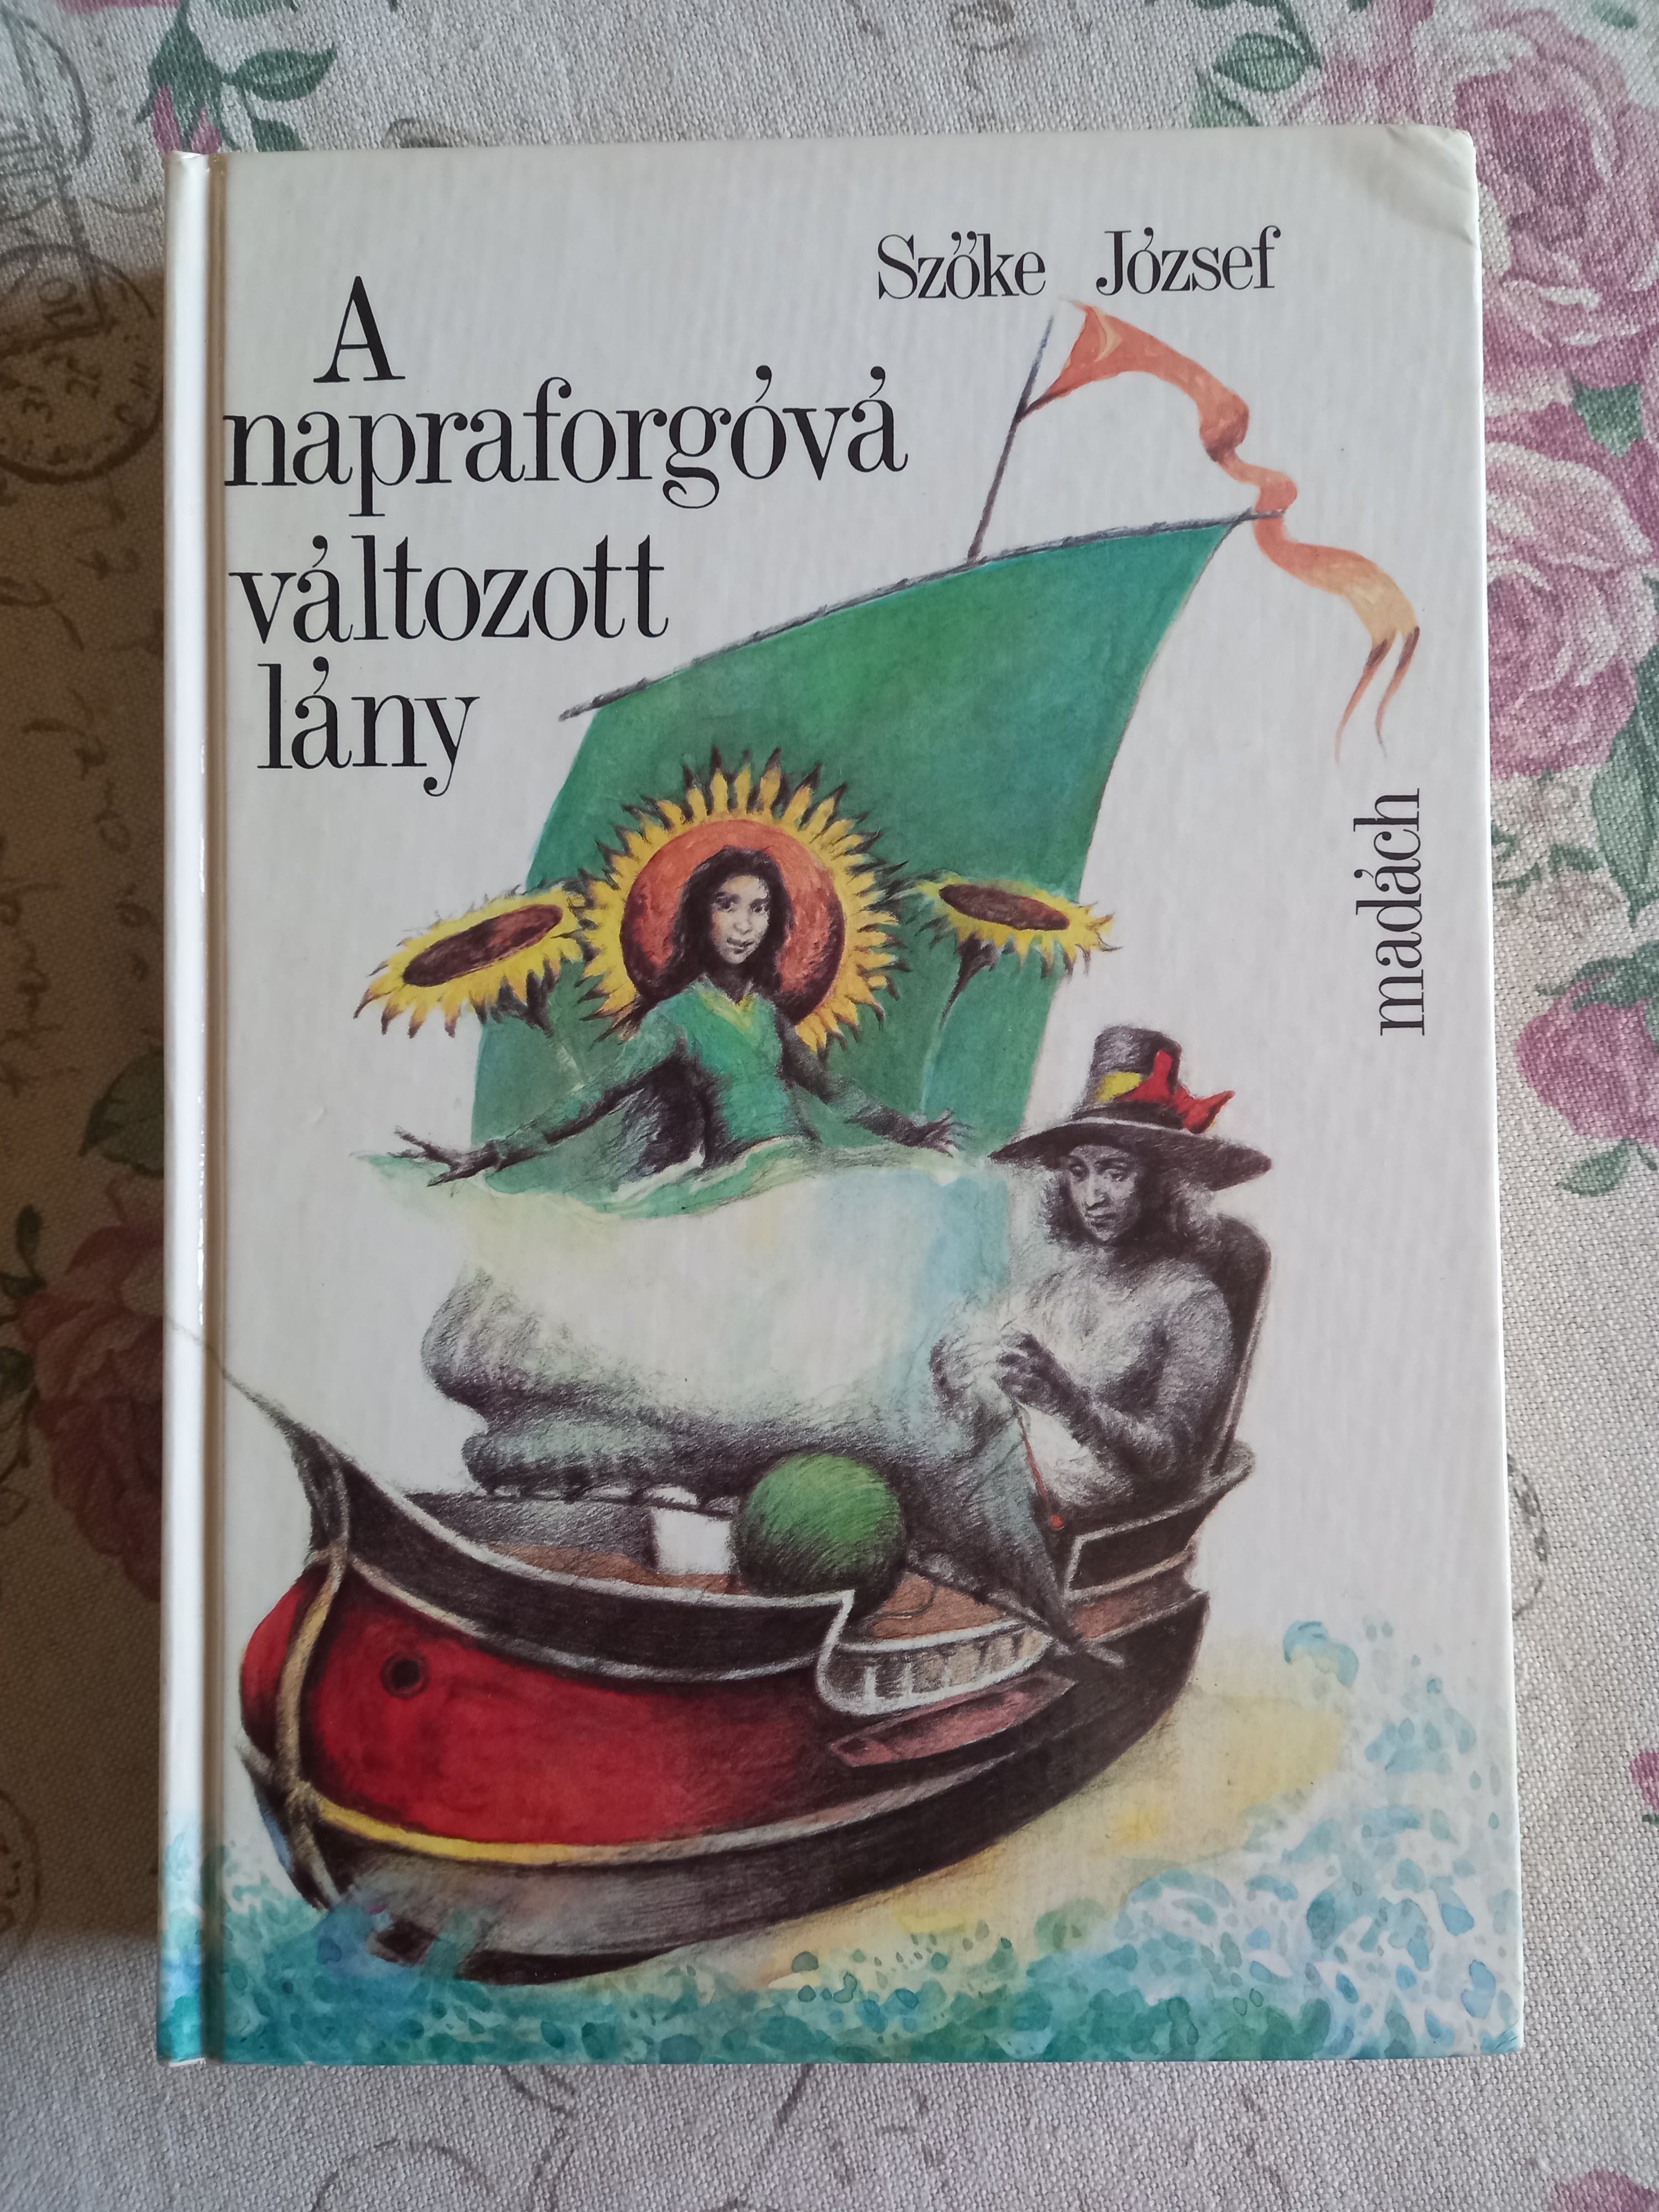 Szőke József
A
napraforgóvá
változott
lány
madách